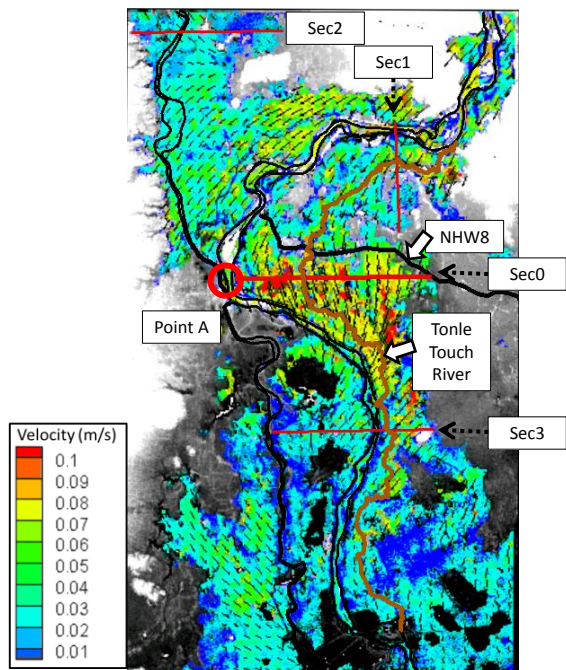 Sec2
Sec1
NHW8
Sec0
Point A
Tonle
Touch
River
Sec3
Velocity (m/s)
0.1
0.09
0.08
0.07
0.06
0.05
0.04
0.03
0.02
0.01